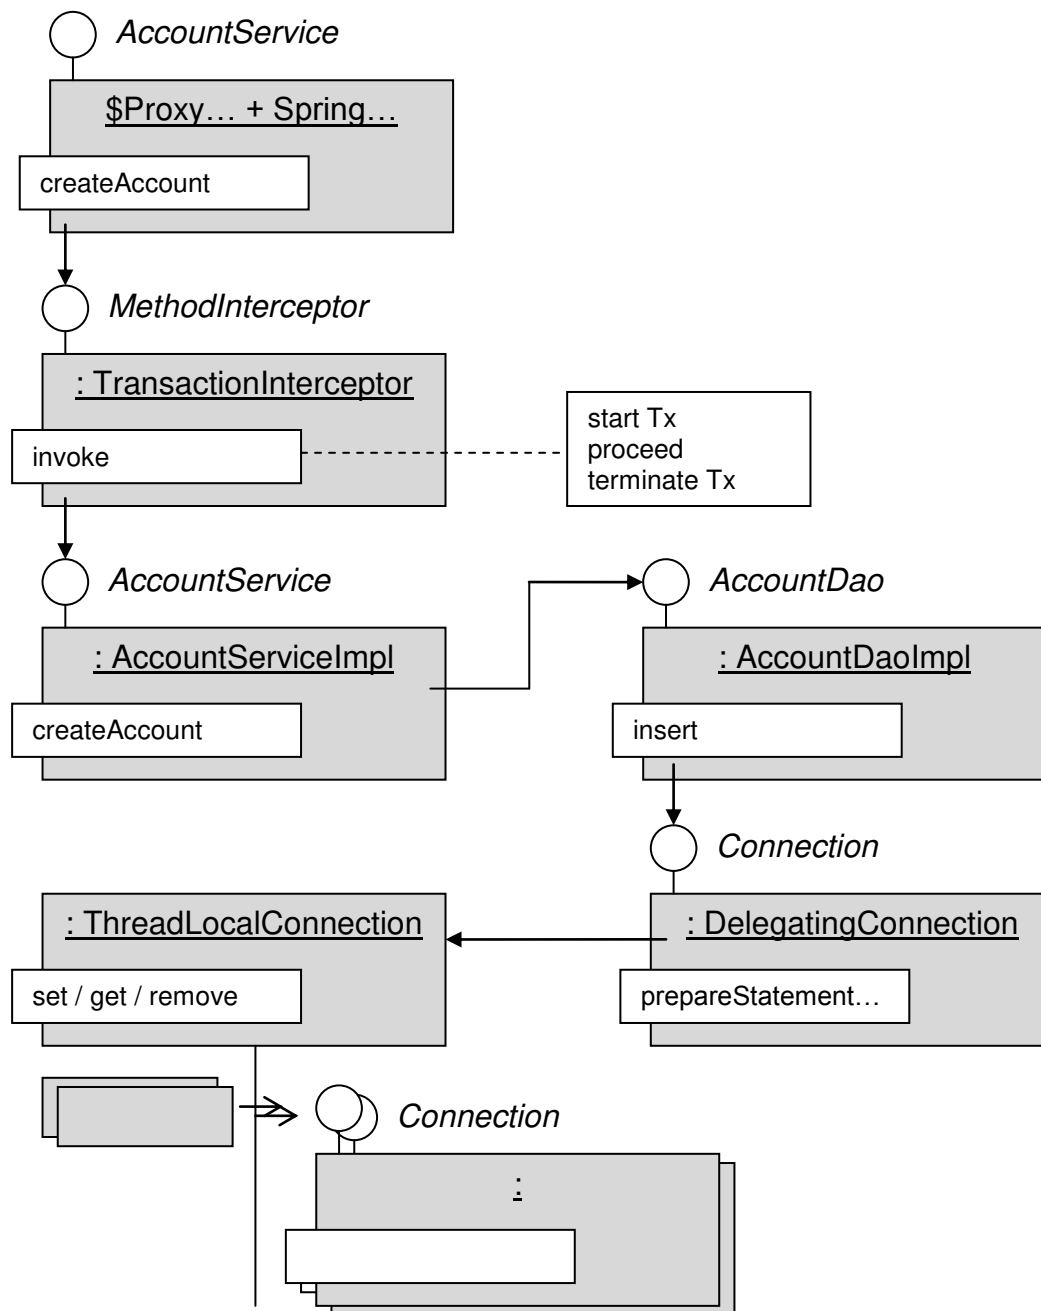 AccountService
$Proxy… + Spring…
createAccount
MethodInterceptor
: TransactionInterceptor
invoke
start Tx
proceed
terminate Tx
AccountService
: AccountServiceImpl
createAccount
AccountDao
: AccountDaoImpl
insert
Connection
: DelegatingConnection
prepareStatement…
: ThreadLocalConnection
set / get / remove
Connection
: